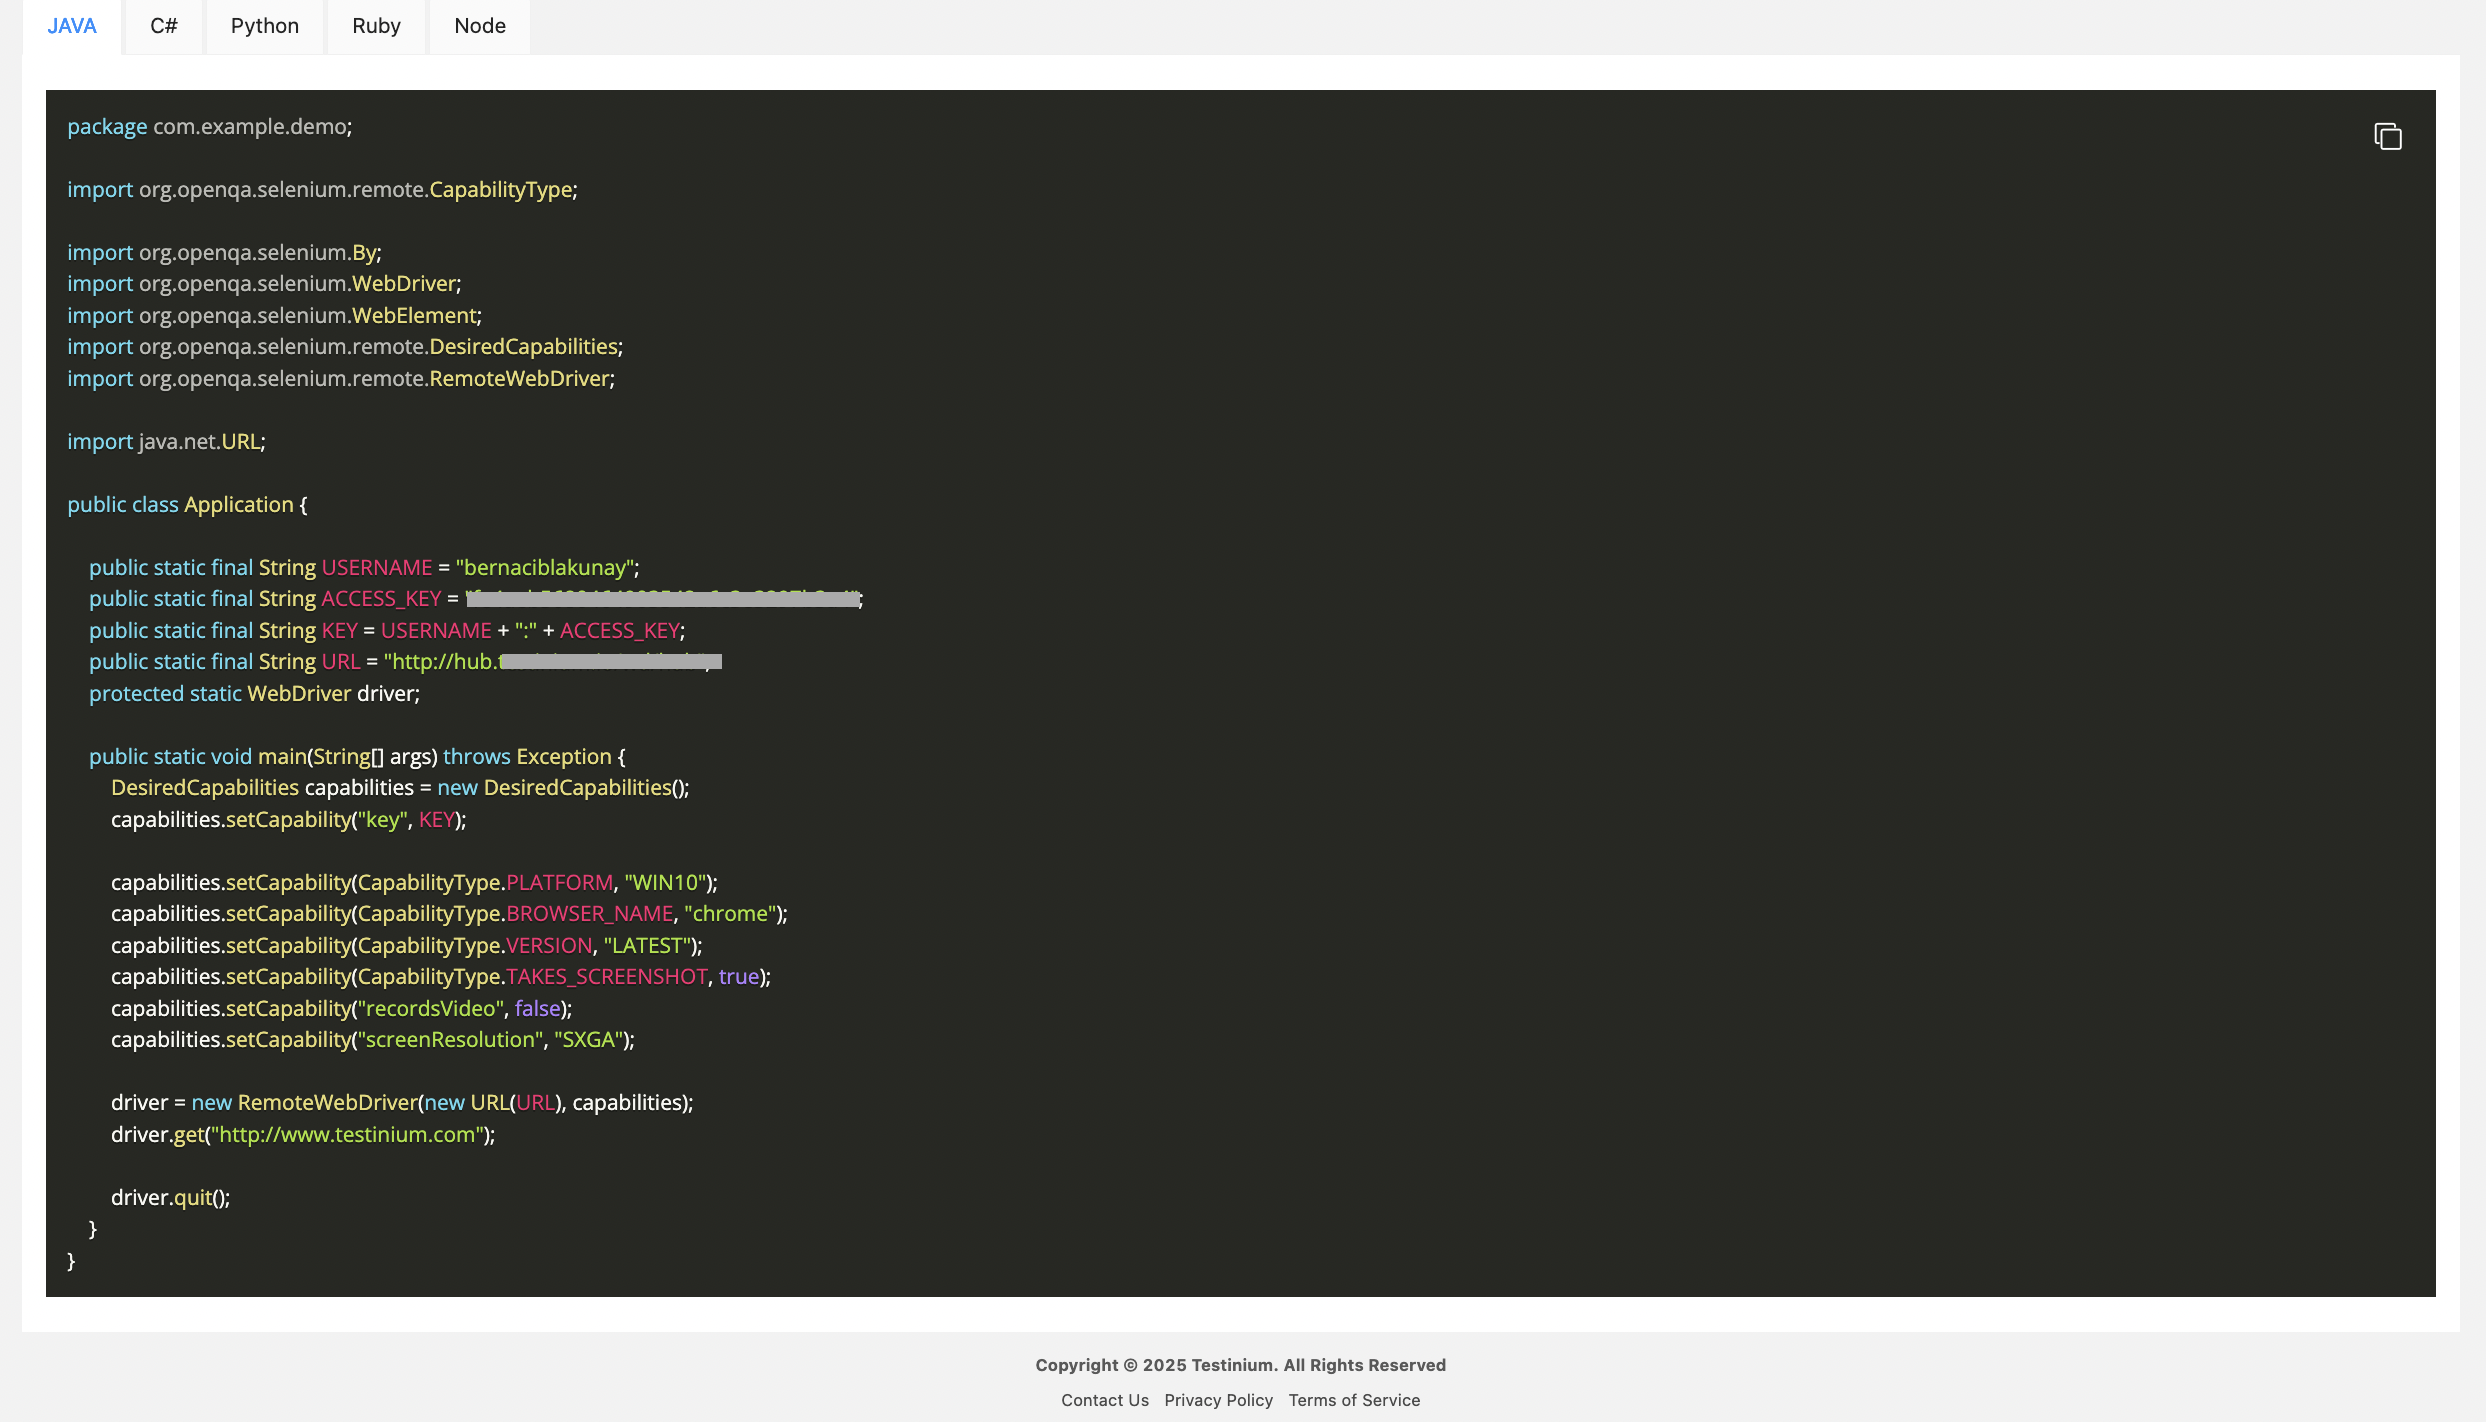 JAVA C# Python Ruby Node
package com.example.demo;
import org.openqa.selenium.remote.CapabilityType;
import org.openqa.selenium.By;
import org.openqa.selenium.WebDriver;
import org.openqa.selenium.WebElement;
import org.openqa.selenium.remote.DesiredCapabilities;
import org.openqa.selenium.remote.RemoteWebDriver;
import java.net.URL;
public class Application {
public static final String USERNAME = "bernaciblakunay";
public static final String ACCESS_KEY =
public static final String KEY = USERNAME + ":" + ACCESS_KEY;
public static final String URL = "http://hub.
protected static WebDriver driver;
public static void main(String[] args) throws Exception {
DesiredCapabilities capabilities = new DesiredCapabilities();
capabilities.setCapability("key", KEY);
capabilities.setCapability(CapabilityType.PLATFORM, "WIN10");
capabilities.setCapability(CapabilityType.BROWSER_NAME, "chrome");
capabilities.setCapability(CapabilityType.VERSION, "LATEST");
capabilities.setCapability(CapabilityType.TAKES_SCREENSHOT, true);
capabilities.setCapability("recordsVideo", false);
capabilities.setCapability("screenResolution", "SXGA");
driver = new RemoteWebDriver(new URL(URL), capabilities);
driver.get("http://www.testinium.com");
driver.quit();
}
}
Copyright © 2025 Testinium. All Rights Reserved
Contact Us Privacy Policy Terms of Service